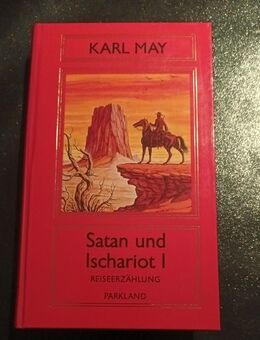 KARL MAY
Satan und
Ischariot I
REISEERZÄHLUNG
PARKLAND